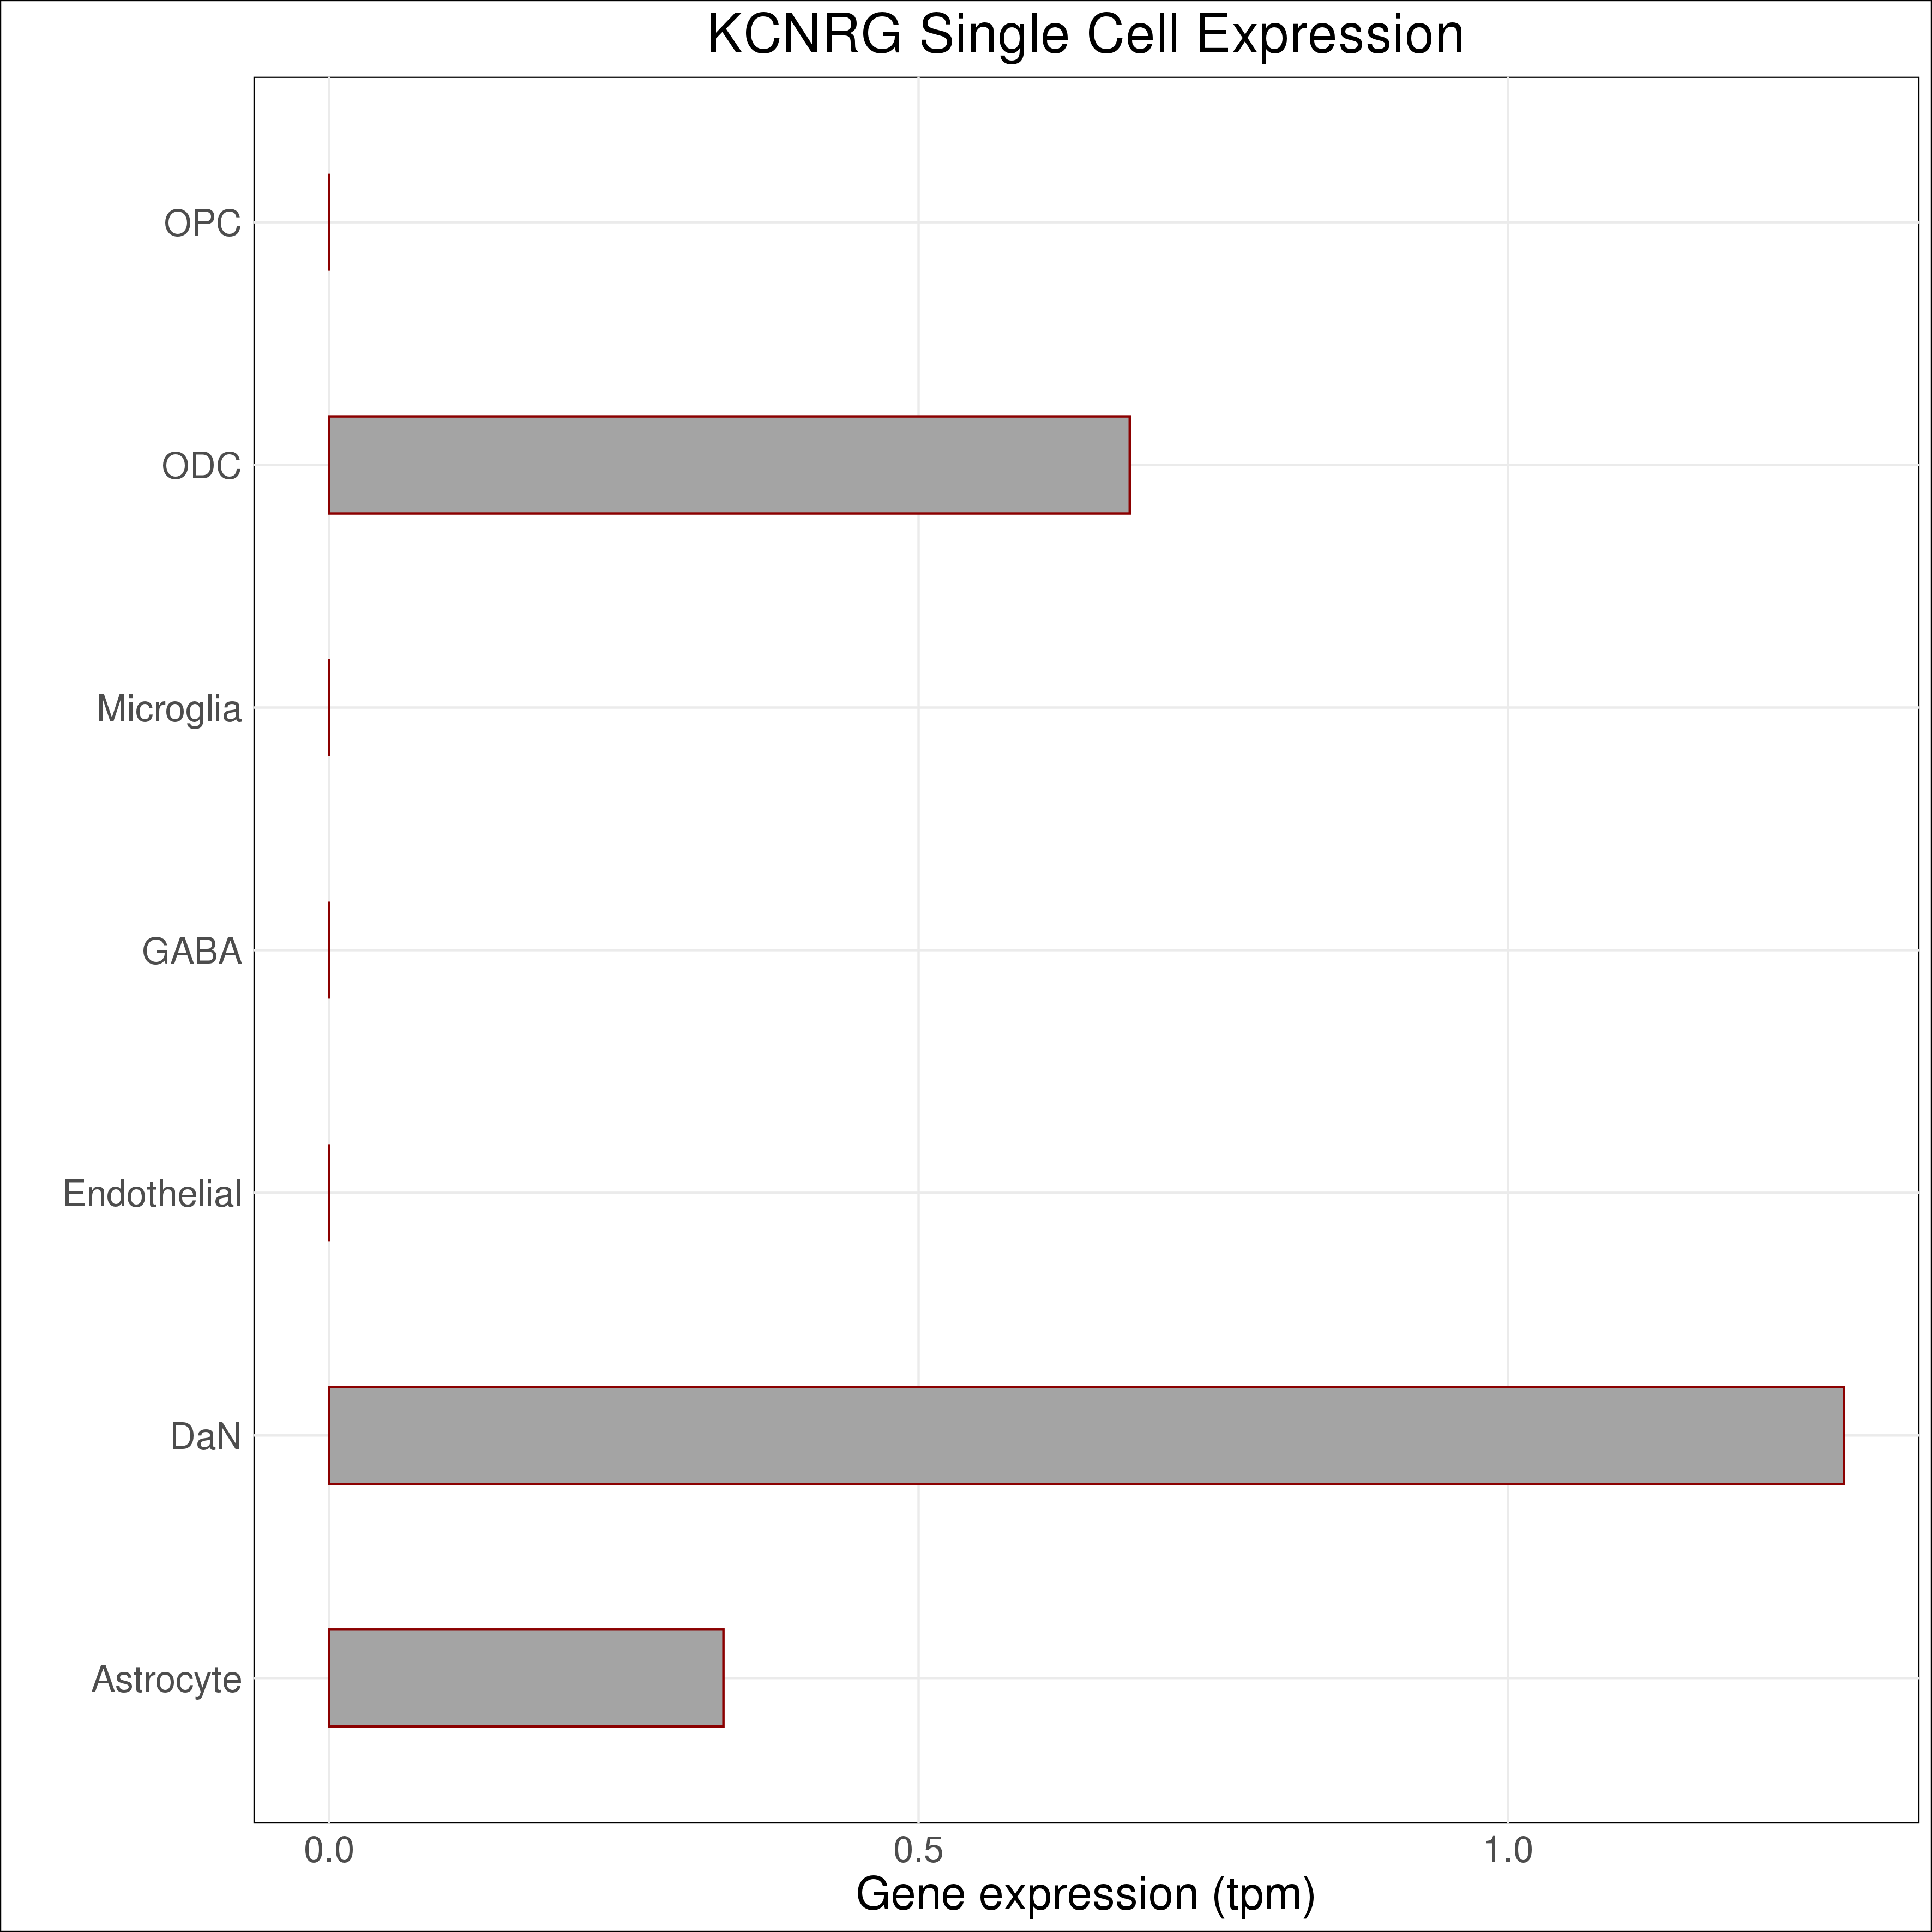 KCNRG Single Cell Expression
OPC
ODC
Microglia
GABA
Endothelial
DaN
Astrocyte
0.0 0.5 1.0
Gene expression (tpm)